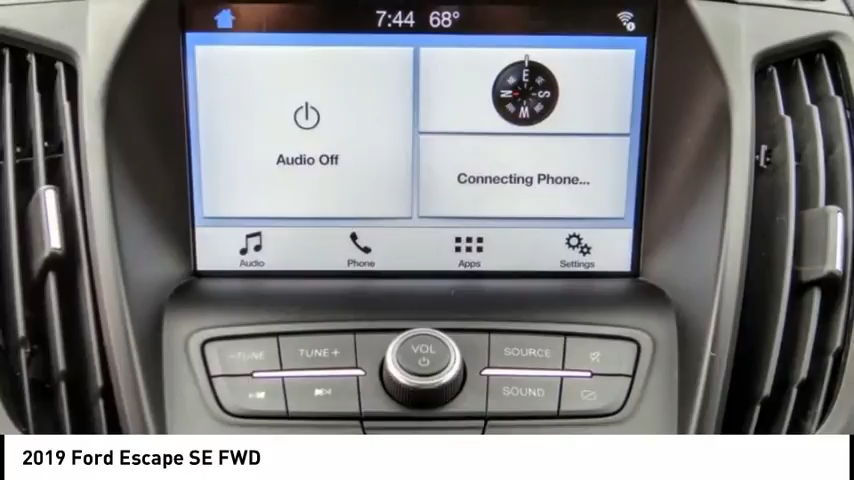 7:44 68°
Audio Off
E
N
S
W
Connecting Phone...
Audio
Phone
Apps
Settings
-TUNE
TUNE+
VOL
SOURCE
SOUND
2019 Ford Escape SE FWD